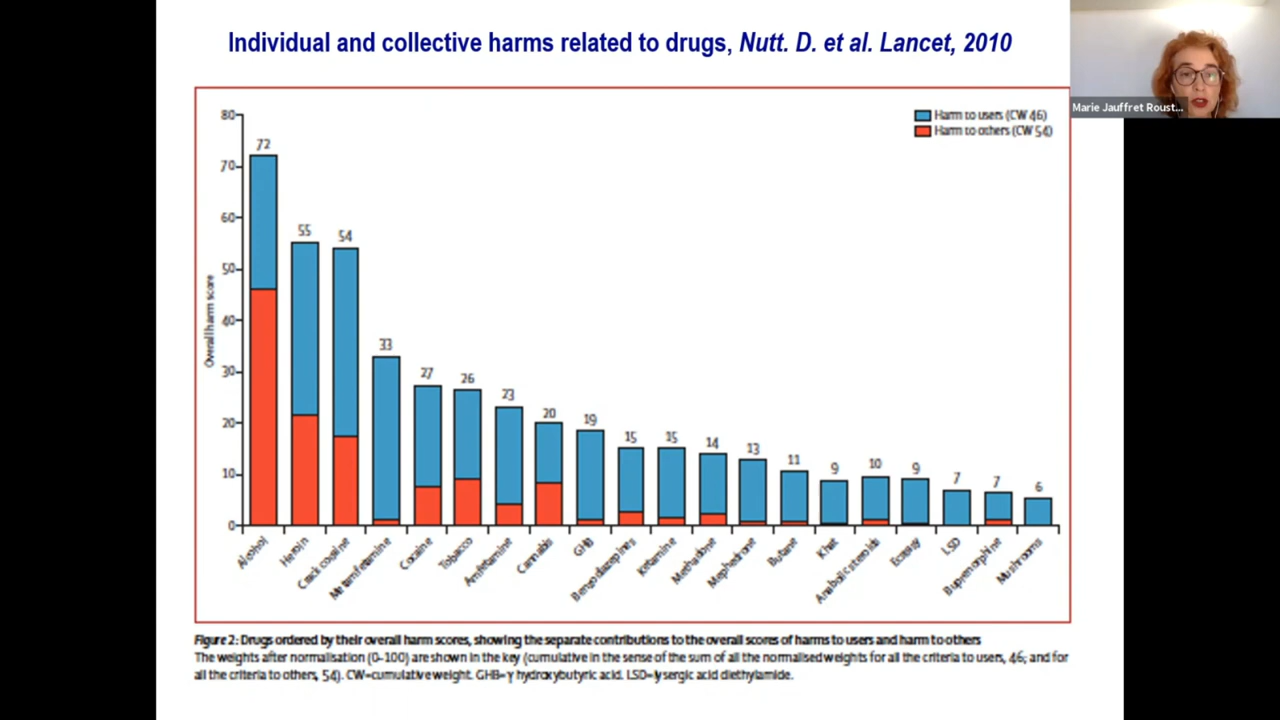 Individual and collective harms related to drugs, Nutt. D. et al. Lancet, 2010
Marie Jauffret Roust...
Harm to users (CW 46)
Harm to others (CW 54)
Overall harm score
80
70
60
50
40
30
20
10
0
72
55
54
33
27
26
23
20
19
15
15
14
13
11
9
10
9
7
7
6
Alcohol
Heroin
Crack cocaine
Metamfetamine
Cocaine
Tobacco
Amfetamine
Cannabis
GHB
Benzodiazepines
Ketamine
Methadone
Mephedrone
Butane
Khat
Anabolic steroids
Ecstasy
LSD
Buprenorphine
Mushrooms
Figure 2: Drugs ordered by their overall harm scores, showing the separate contributions to the overall scores of harms to users and harm to others
The weights after normalisation (0–100) are shown in the key (cumulative in the sense of the sum of all the normalised weights for all the criteria to users, 46; and for
all the criteria to others, 54). CW=cumulative weight. GHB=γ hydroxybutyric acid. LSD=lysergic acid diethylamide.